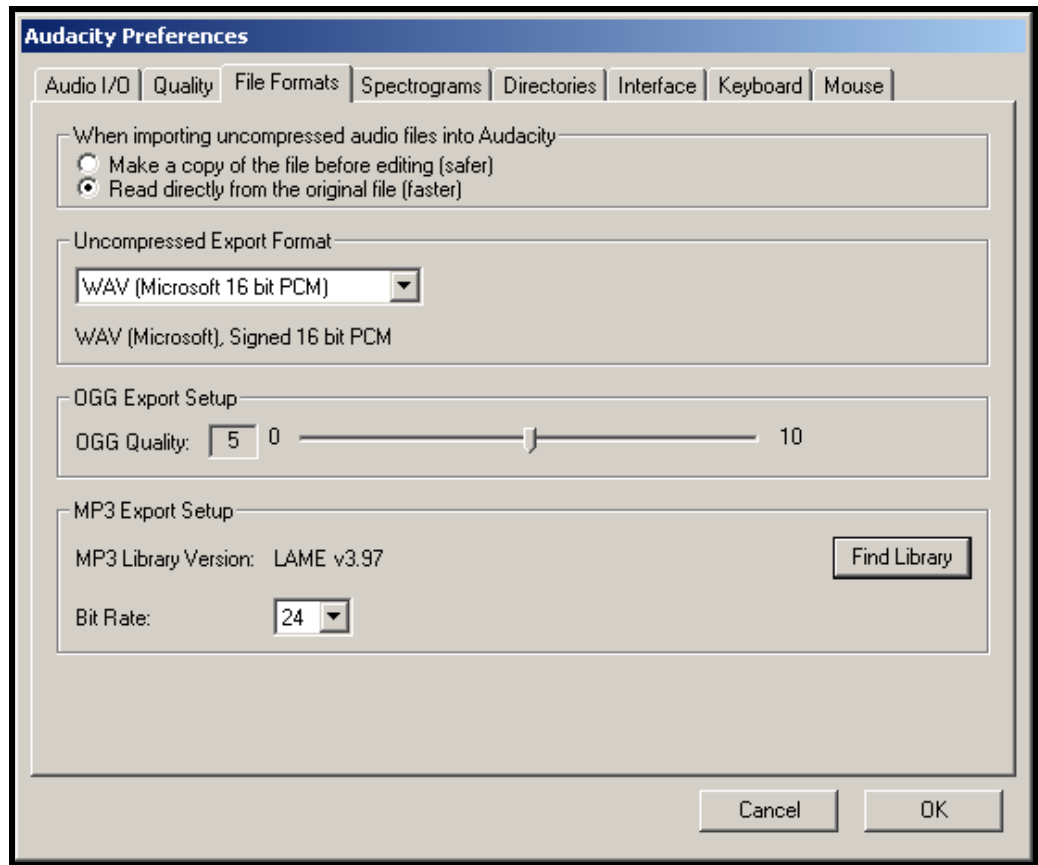 Audacity Preferences
Audio I/O Quality File Formats Spectrograms Directories Interface Keyboard Mouse
When importing uncompressed audio files into Audacity
Make a copy of the file before editing (safer)
Read directly from the original file (faster)
Uncompressed Export Format
WAV (Microsoft 16 bit PCM)
WAV (Microsoft), Signed 16 bit PCM
OGG Export Setup
OGG Quality: 5 0 10
MP3 Export Setup
MP3 Library Version: LAME v3.97 Find Library
Bit Rate: 24
Cancel OK